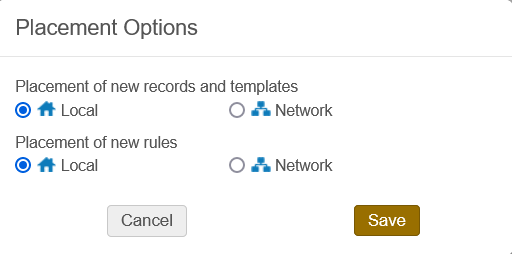 Placement Options
Placement of new records and templates
Local Network
Placement of new rules
Local Network
Cancel Save